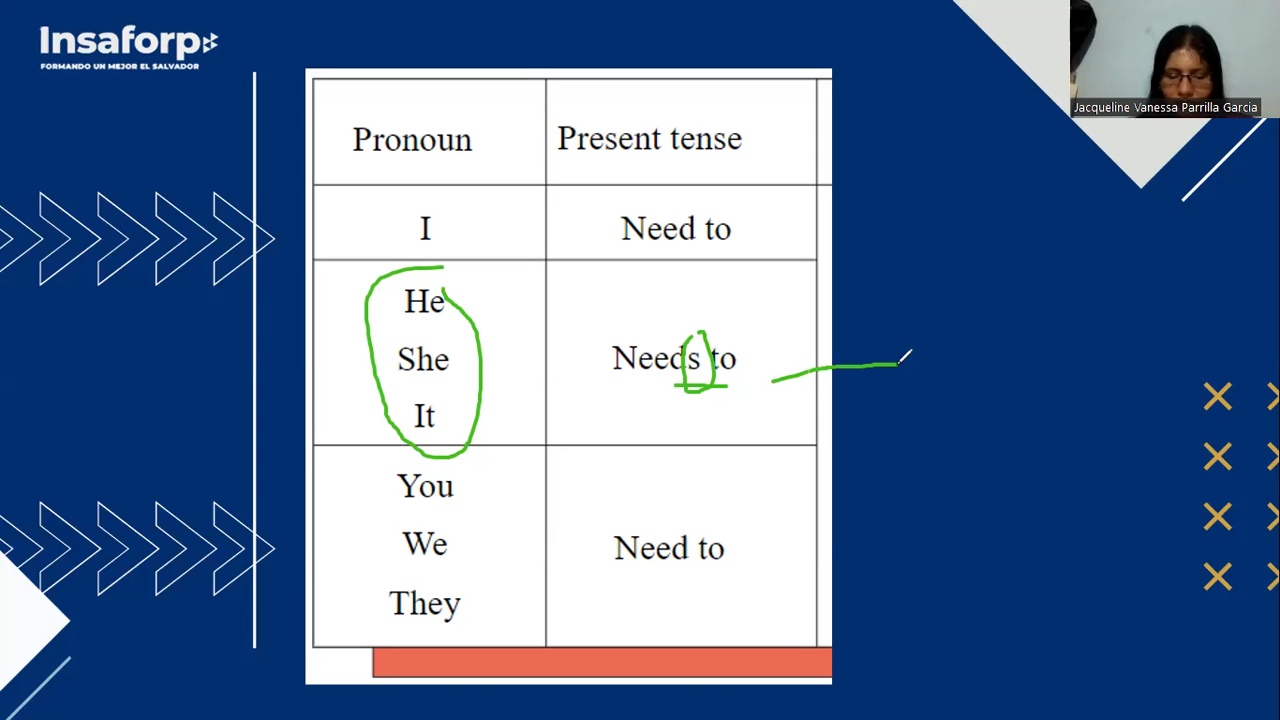 Insaforp
FORMANDO UN MEJOR EL SALVADOR
Jacqueline Vanessa Parrilla Garcia
Pronoun
Present tense
I
Need to
He
She
It
Needs to
You
We
They
Need to